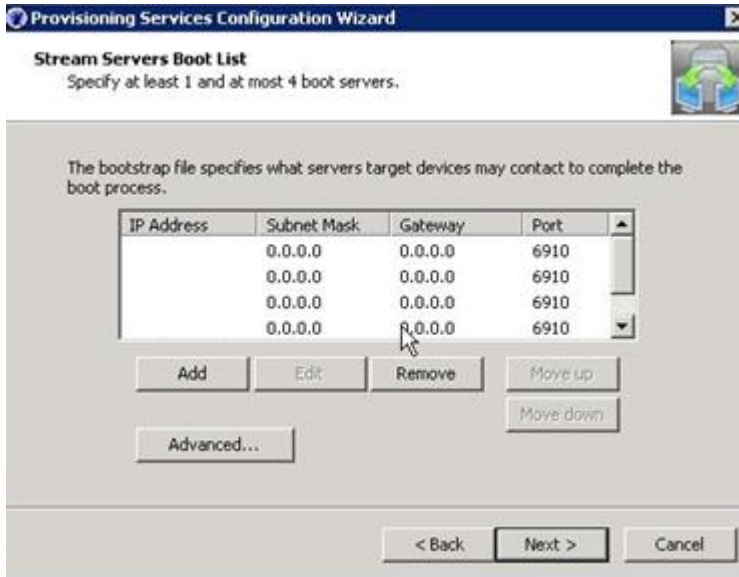 Provisioning Services Configuration Wizard
Stream Servers Boot List
Specify at least 1 and at most 4 boot servers.
The bootstrap file specifies what servers target devices may contact to complete the
boot process.
IP Address Subnet Mask Gateway Port
0.0.0.0 0.0.0.0 6910
0.0.0.0 0.0.0.0 6910
0.0.0.0 0.0.0.0 6910
0.0.0.0 0.0.0.0 6910
Add Edit Remove Move up
Move down
Advanced...
< Back Next > Cancel